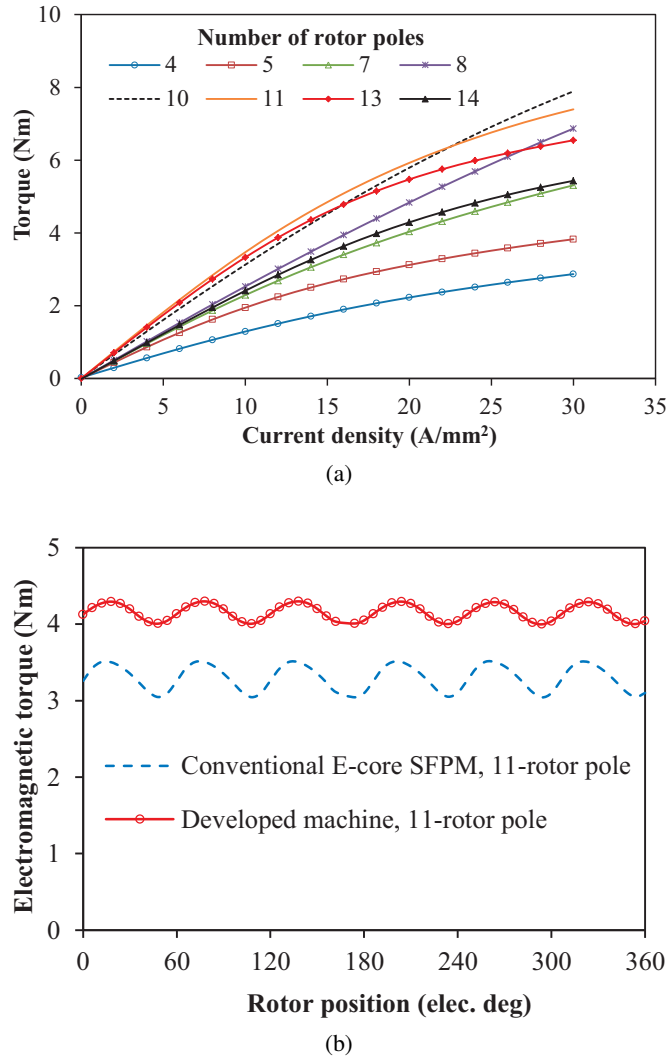 Number of rotor poles
4 5 7 8
10 11 13 14
10
8
6
4
2
0
Torque (Nm)
0 5 10 15 20 25 30 35
Current density (A/mm²)
(a)
5
4
3
2
1
0
Electromagnetic torque (Nm)
Conventional E-core SFPM, 11-rotor pole
Developed machine, 11-rotor pole
0 60 120 180 240 300 360
Rotor position (elec. deg)
(b)